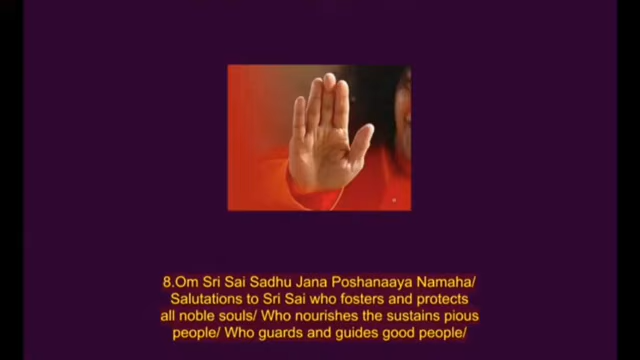 8.Om Sri Sai Sadhu Jana Poshanaaya Namaha/
Salutations to Sri Sai who fosters and protects
all noble souls/ Who nourishes the sustains pious
people/ Who guards and guides good people/